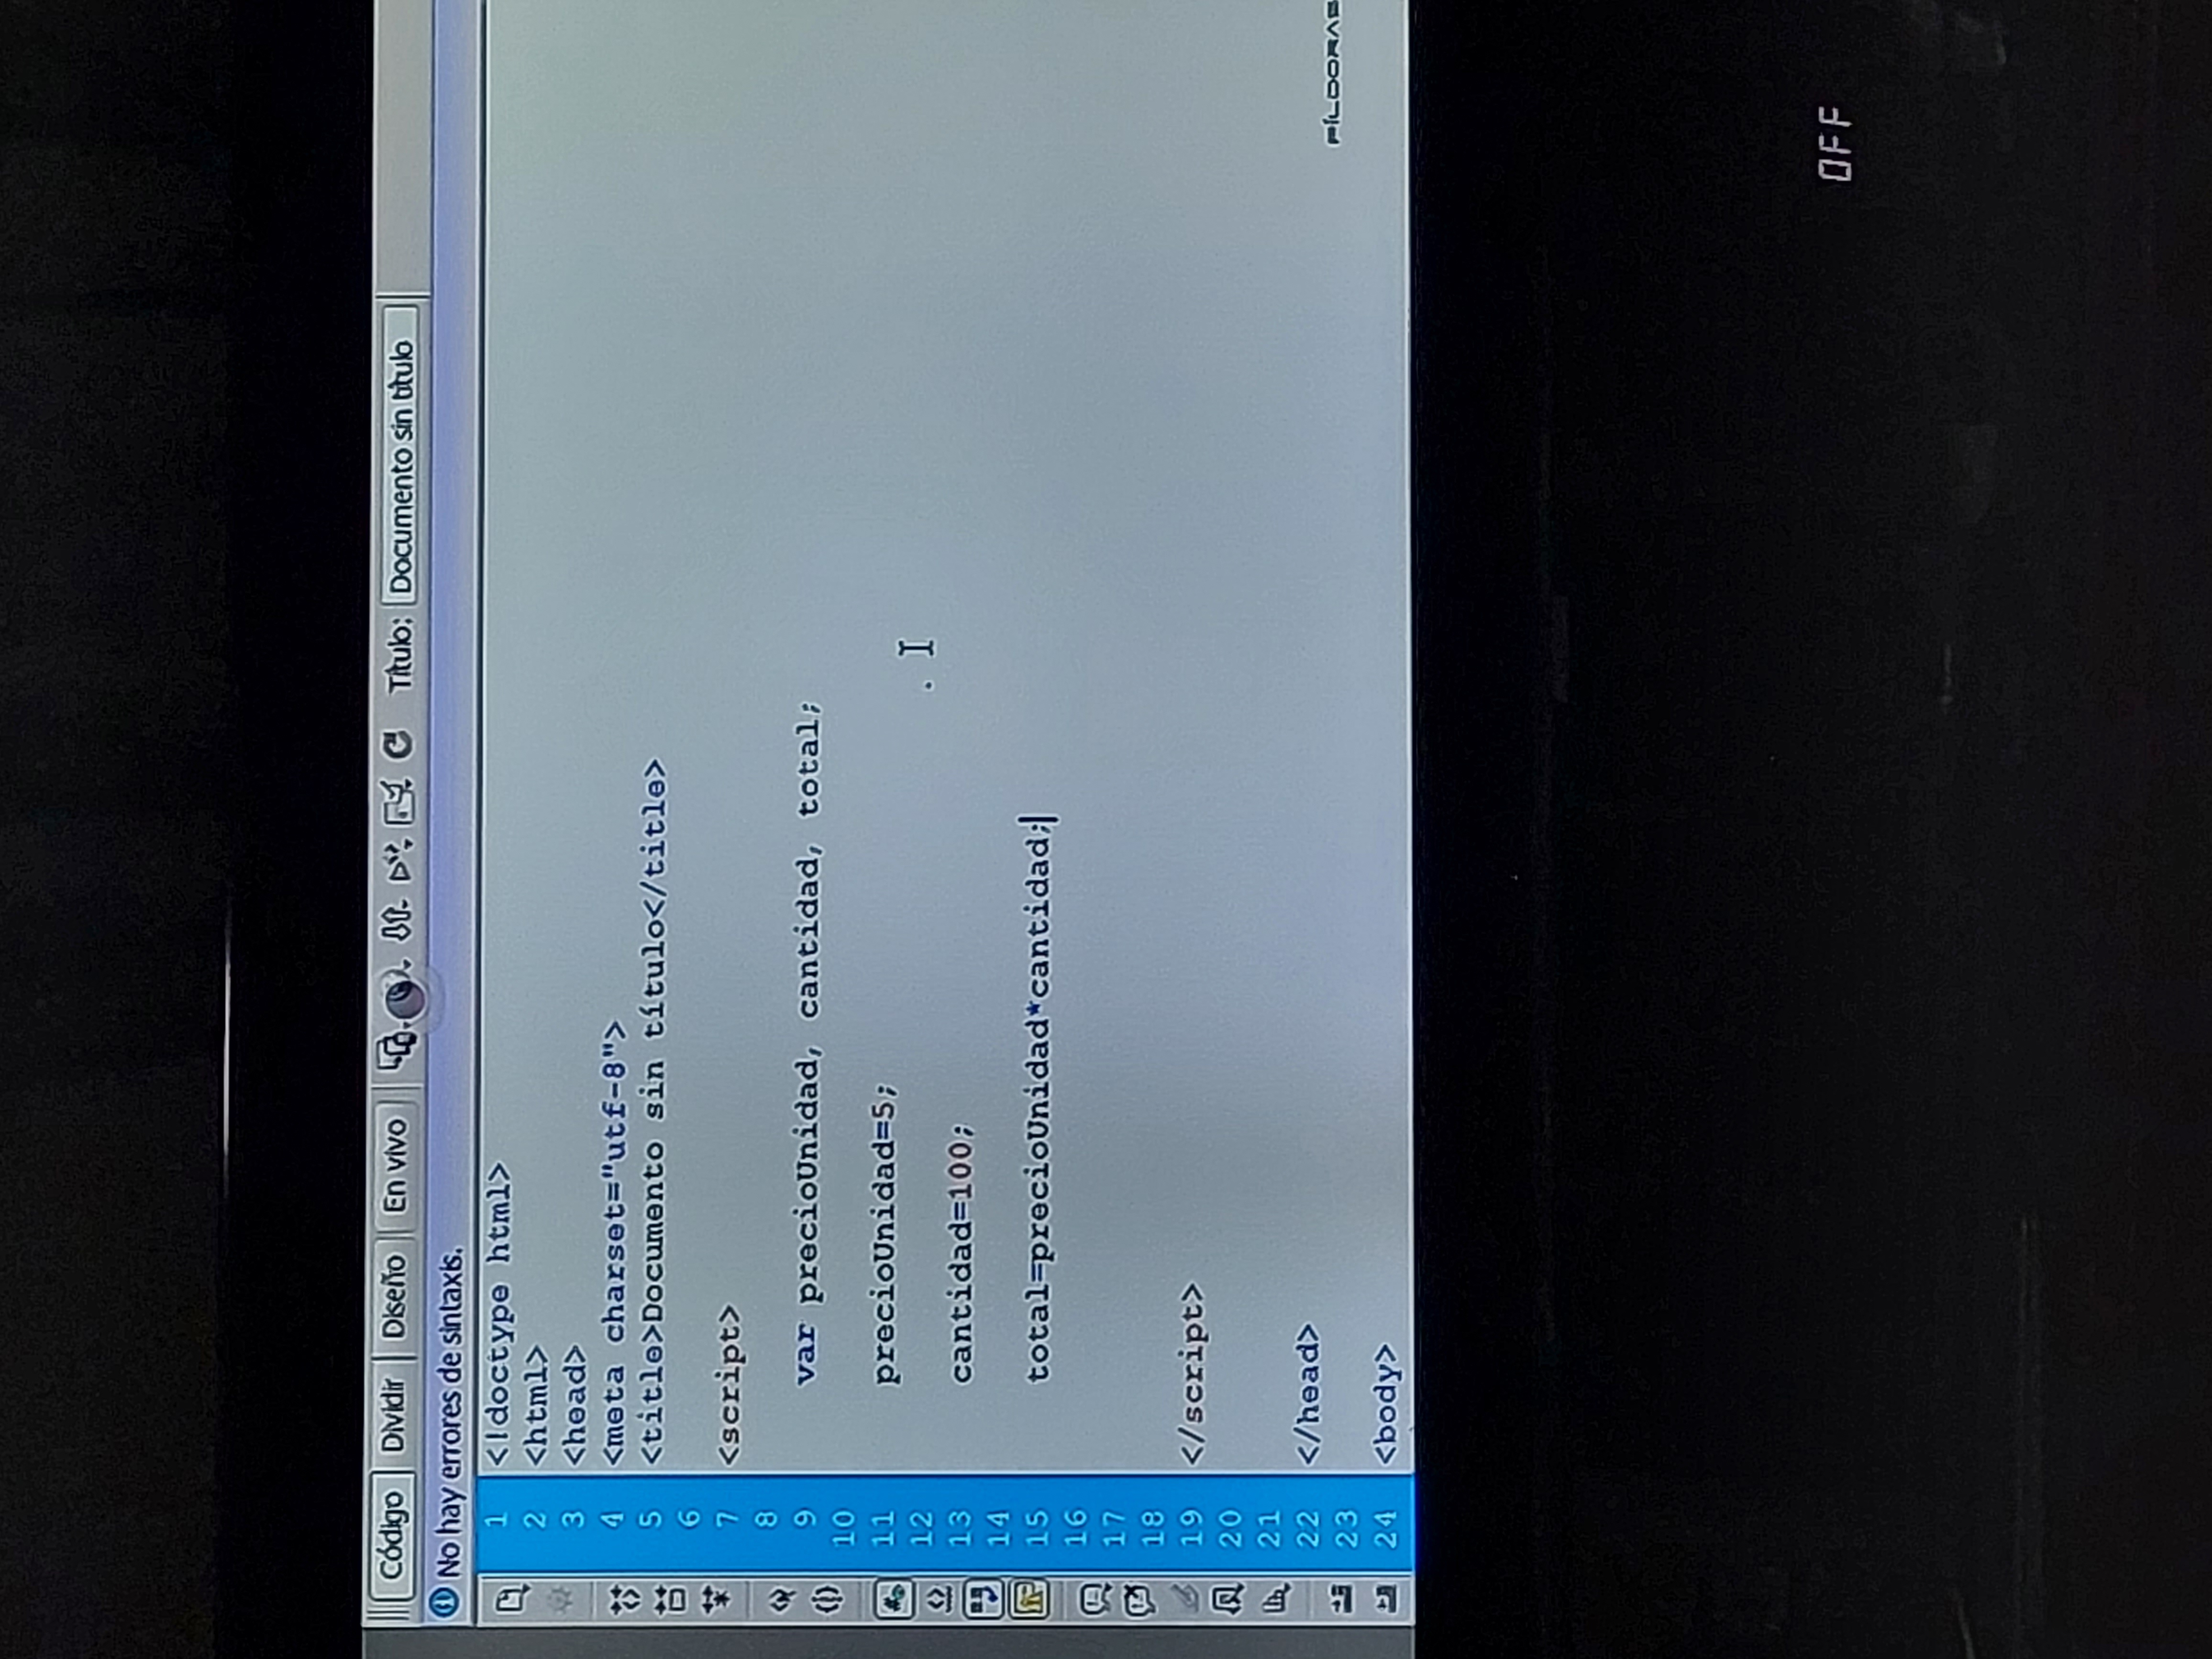 Código Dividir Diseño En vivo Título: Documento sin título
No hay errores de sintaxis.
1 <!doctype html>
2 <html>
3 <head>
4 <meta charset="utf-8">
5 <title>Documento sin título</title>
6
7 <script>
8
9 var precioUnidad, cantidad, total;
10
11 precioUnidad=5;
12
13 cantidad=100;
14
15 total=precioUnidad*cantidad;
16
17
18
19 </script>
20
21
22 </head>
23
24 <body>
PÍLDORAS
OFF